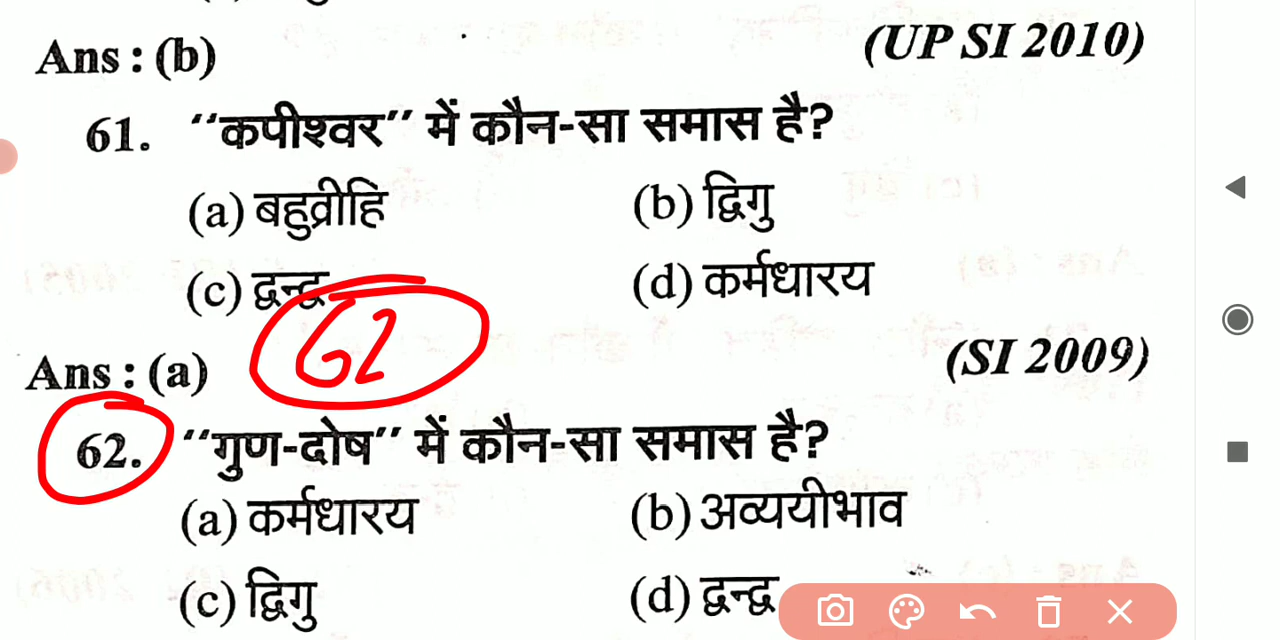 Ans : (b)
(UP SI 2010)
61. "कपीश्वर" में कौन-सा समास है?
(a) बहुव्रीहि (b) द्विगु
(c) द्वन्द्व (d) कर्मधारय
62
Ans : (a) (SI 2009)
62. "गुण-दोष" में कौन-सा समास है?
(a) कर्मधारय (b) अव्ययीभाव
(c) द्विगु (d) द्वन्द्व